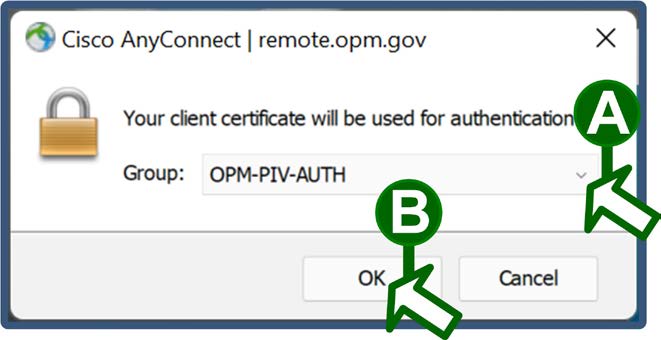 Cisco AnyConnect | remote.opm.gov
Your client certificate will be used for authentication
A
Group: OPM-PIV-AUTH
B
OK Cancel